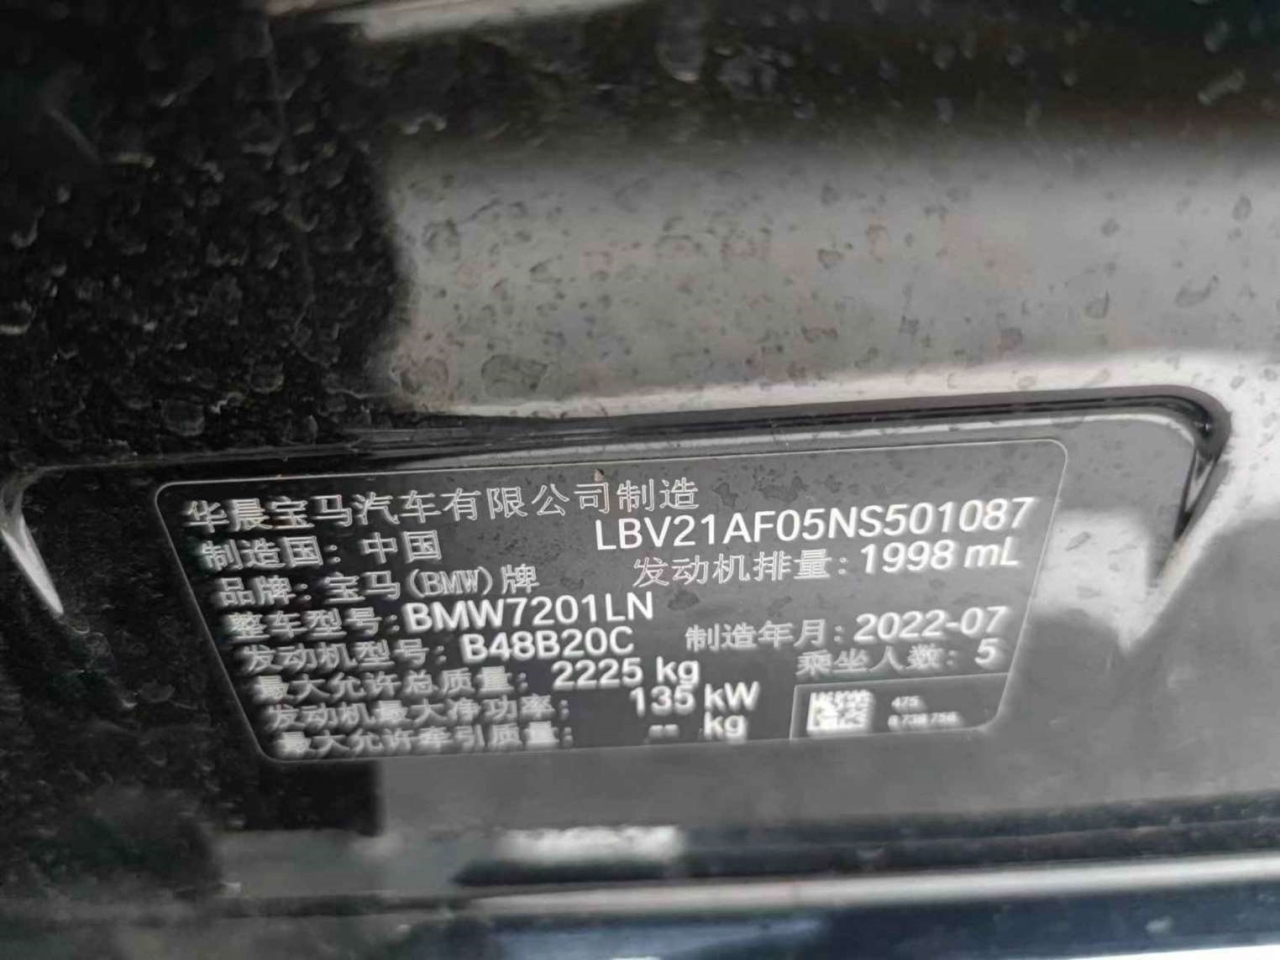 华晨宝马汽车有限公司制造
LBV21AF05NS501087
制造国：中国
发动机排量：1998 mL
品牌：宝马(BMW)牌
整车型号：BMW7201LN
制造年月：2022-07
发动机型号：B48B20C
乘坐人数：5
最大允许总质量：2225 kg
发动机最大净功率：135 kW
最大允许牵引质量：-- kg
475